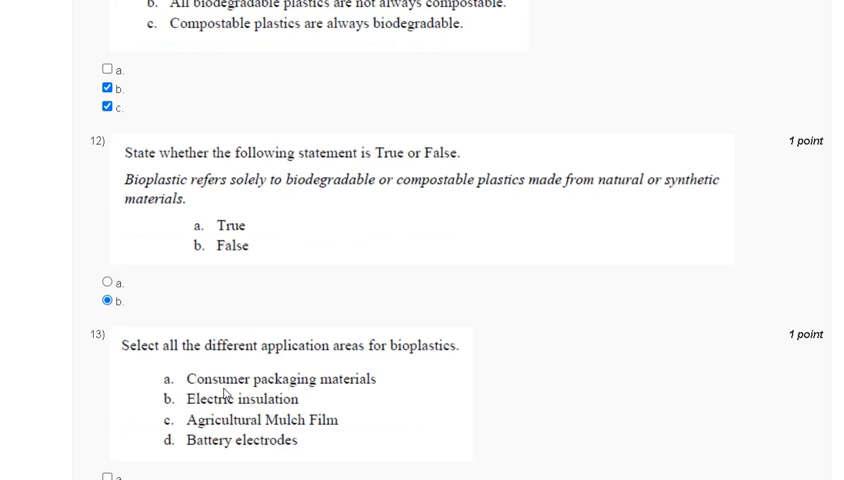 b. All biodegradable plastics are not always compostable.
c. Compostable plastics are always biodegradable.
a.
b.
c.
12)
1 point
State whether the following statement is True or False.
Bioplastic refers solely to biodegradable or compostable plastics made from natural or synthetic
materials.
a. True
b. False
a.
b.
13)
1 point
Select all the different application areas for bioplastics.
a. Consumer packaging materials
b. Electric insulation
c. Agricultural Mulch Film
d. Battery electrodes
a.